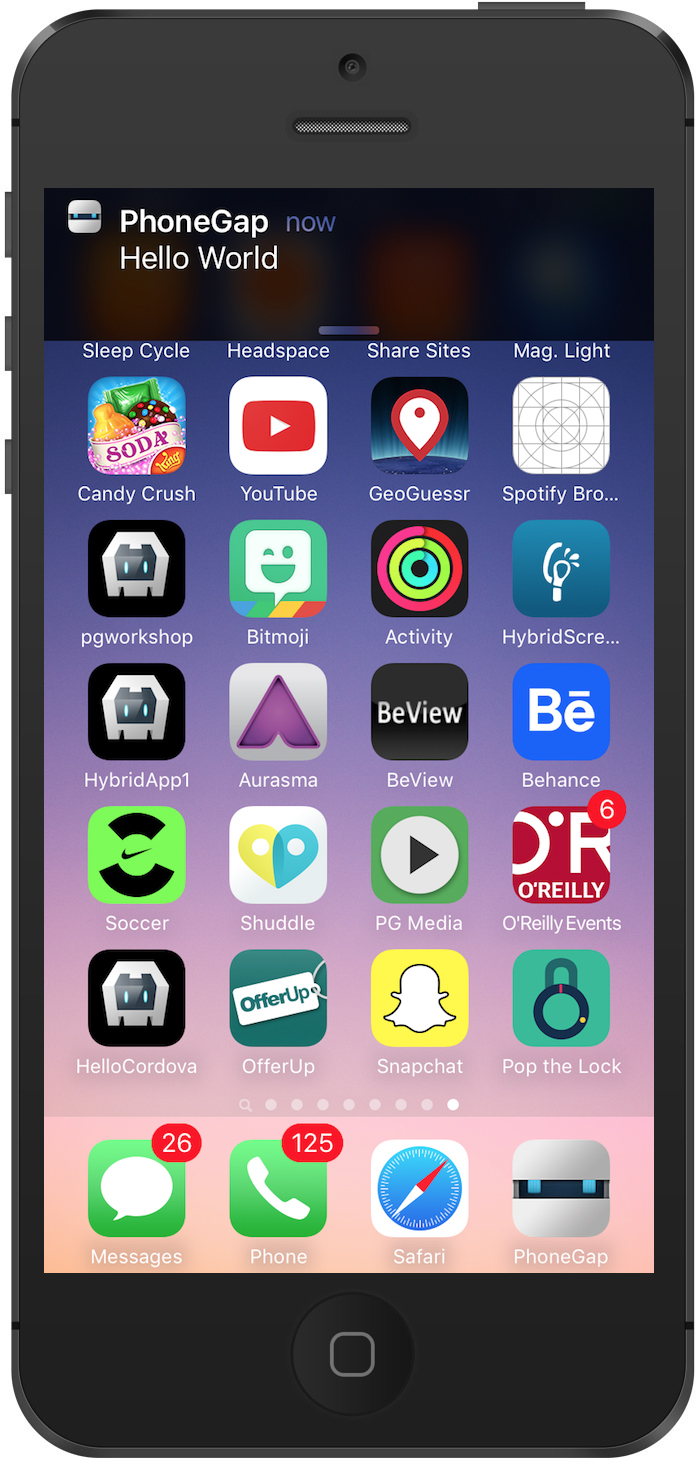 PhoneGap now
Hello World
Sleep Cycle Headspace Share Sites Mag. Light
SODA
King
Candy Crush YouTube GeoGuessr Spotify Bro...
pgworkshop Bitmoji Activity HybridScre...
BeView Bē
HybridApp1 Aurasma BeView Behance
6
O'R
O'REILLY
Soccer Shuddle PG Media O'Reilly Events
OfferUp
HelloCordova OfferUp Snapchat Pop the Lock
26 125
Messages Phone Safari PhoneGap